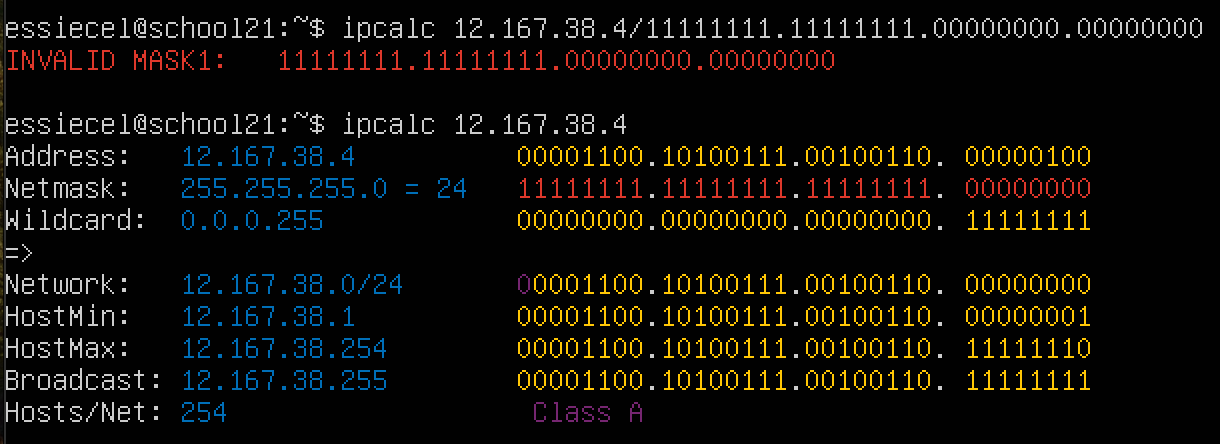 essiecel@school21:~$ ipcalc 12.167.38.4/11111111.11111111.00000000.00000000
INVALID MASK1:   11111111.11111111.00000000.00000000
essiecel@school21:~$ ipcalc 12.167.38.4
Address:   12.167.38.4          00001100.10100111.00100110. 00000100
Netmask:   255.255.255.0 = 24   11111111.11111111.11111111. 00000000
Wildcard:  0.0.0.255            00000000.00000000.00000000. 11111111
=>
Network:   12.167.38.0/24       00001100.10100111.00100110. 00000000
HostMin:   12.167.38.1          00001100.10100111.00100110. 00000001
HostMax:   12.167.38.254        00001100.10100111.00100110. 11111110
Broadcast: 12.167.38.255        00001100.10100111.00100110. 11111111
Hosts/Net: 254                   Class A